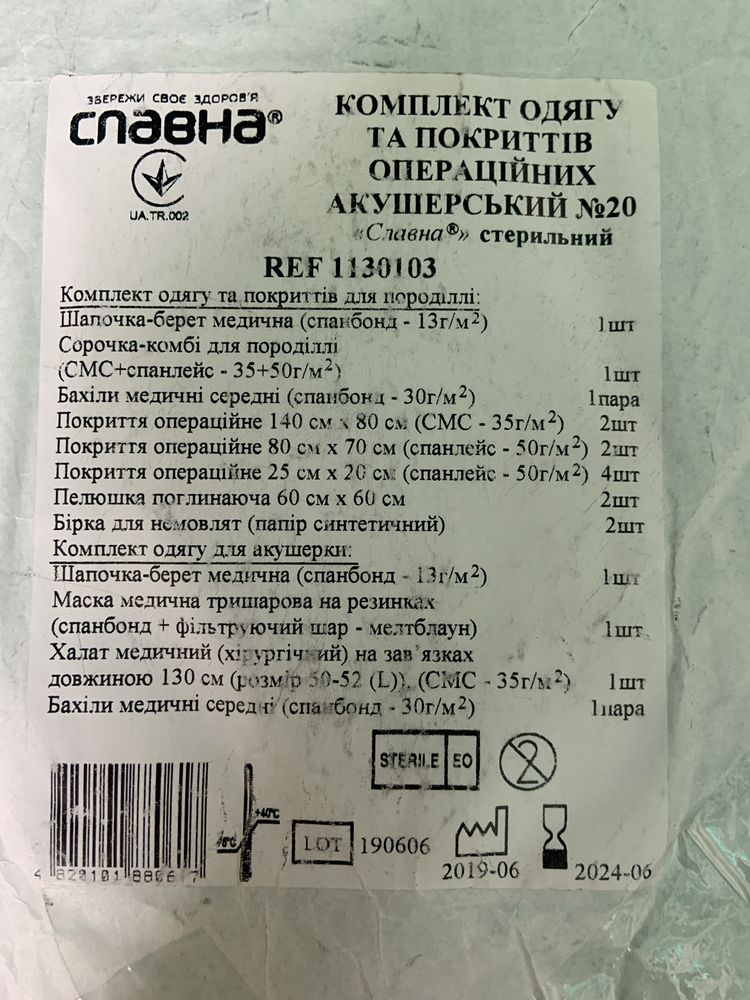 ЗБЕРЕЖИ СВОЄ ЗДОРОВ'Я
СЛАВНА®
UA.TR.002
КОМПЛЕКТ ОДЯГУ
ТА ПОКРИТТІВ
ОПЕРАЦІЙНИХ
АКУШЕРСЬКИЙ №20
«Славна®» стерильний
REF 1130103
Комплект одягу та покриттів для породіллі:
Шапочка-берет медична (спанбонд - 13г/м²) 1шт
Сорочка-комбі для породіллі
(СМС+спанлейс - 35+50г/м²) 1шт
Бахіли медичні середні (спанбонд - 30г/м²) 1пара
Покриття операційне 140 см х 80 см (СМС - 35г/м²) 2шт
Покриття операційне 80 см х 70 см (спанлейс - 50г/м²) 2шт
Покриття операційне 25 см х 20 см (спанлейс - 50г/м²) 4шт
Пелюшка поглинаюча 60 см х 60 см 2шт
Бірка для немовлят (папір синтетичний) 2шт
Комплект одягу для акушерки:
Шапочка-берет медична (спанбонд - 13г/м²) 1шт
Маска медична тришарова на резинках
(спанбонд + фільтруючий шар - мелтблаун) 1шт
Халат медичний (хірургічний) на зав'язках
довжиною 130 см (розмір 50-52 (L)), (СМС - 35г/м²) 1шт
Бахіли медичні середні (спанбонд - 30г/м²) 1пара
STERILE EO
2
+40°C
LOT 190606
2019-06
2024-06
4 820101 88067